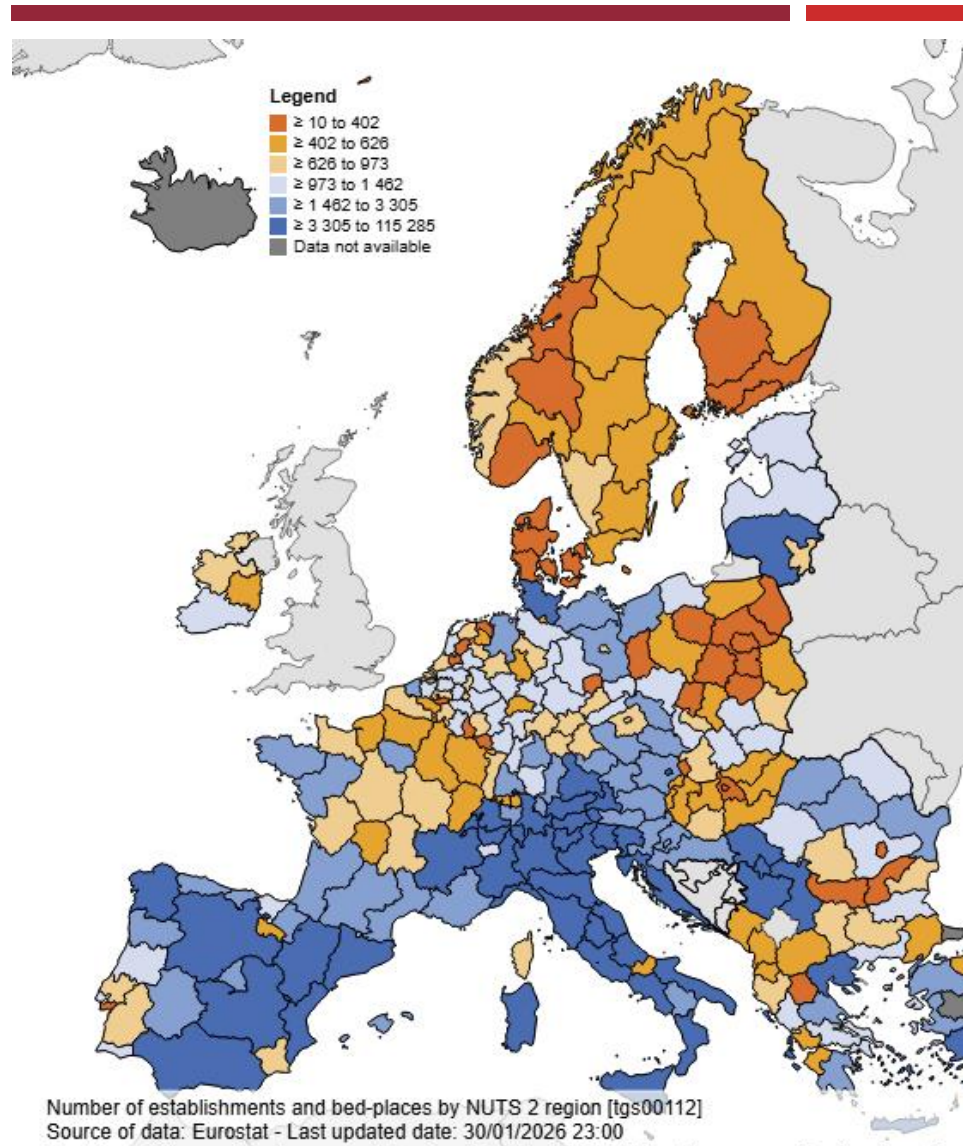 Legend
≥ 10 to 402
≥ 402 to 626
≥ 626 to 973
≥ 973 to 1 462
≥ 1 462 to 3 305
≥ 3 305 to 115 285
Data not available
Number of establishments and bed-places by NUTS 2 region [tgs00112]
Source of data: Eurostat - Last updated date: 30/01/2026 23:00